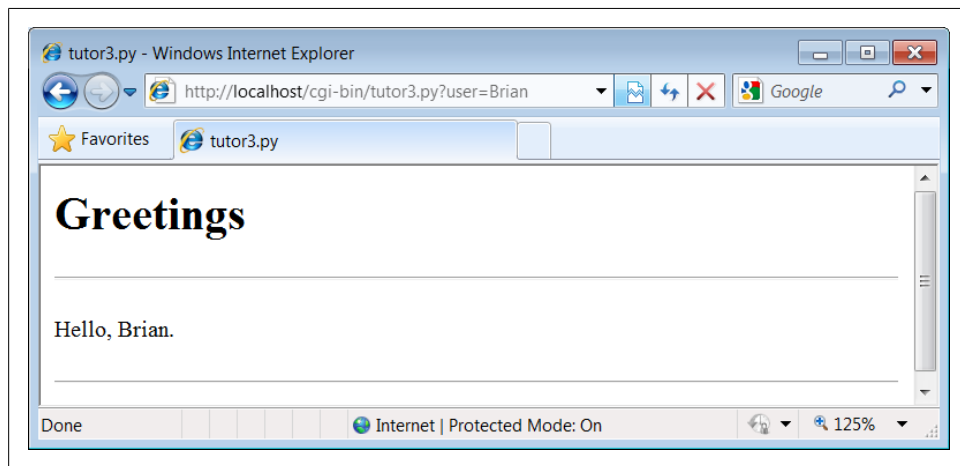 tutor3.py - Windows Internet Explorer
http://localhost/cgi-bin/tutor3.py?user=Brian
Google
Favorites
tutor3.py
Greetings
Hello, Brian.
Done
Internet | Protected Mode: On
125%